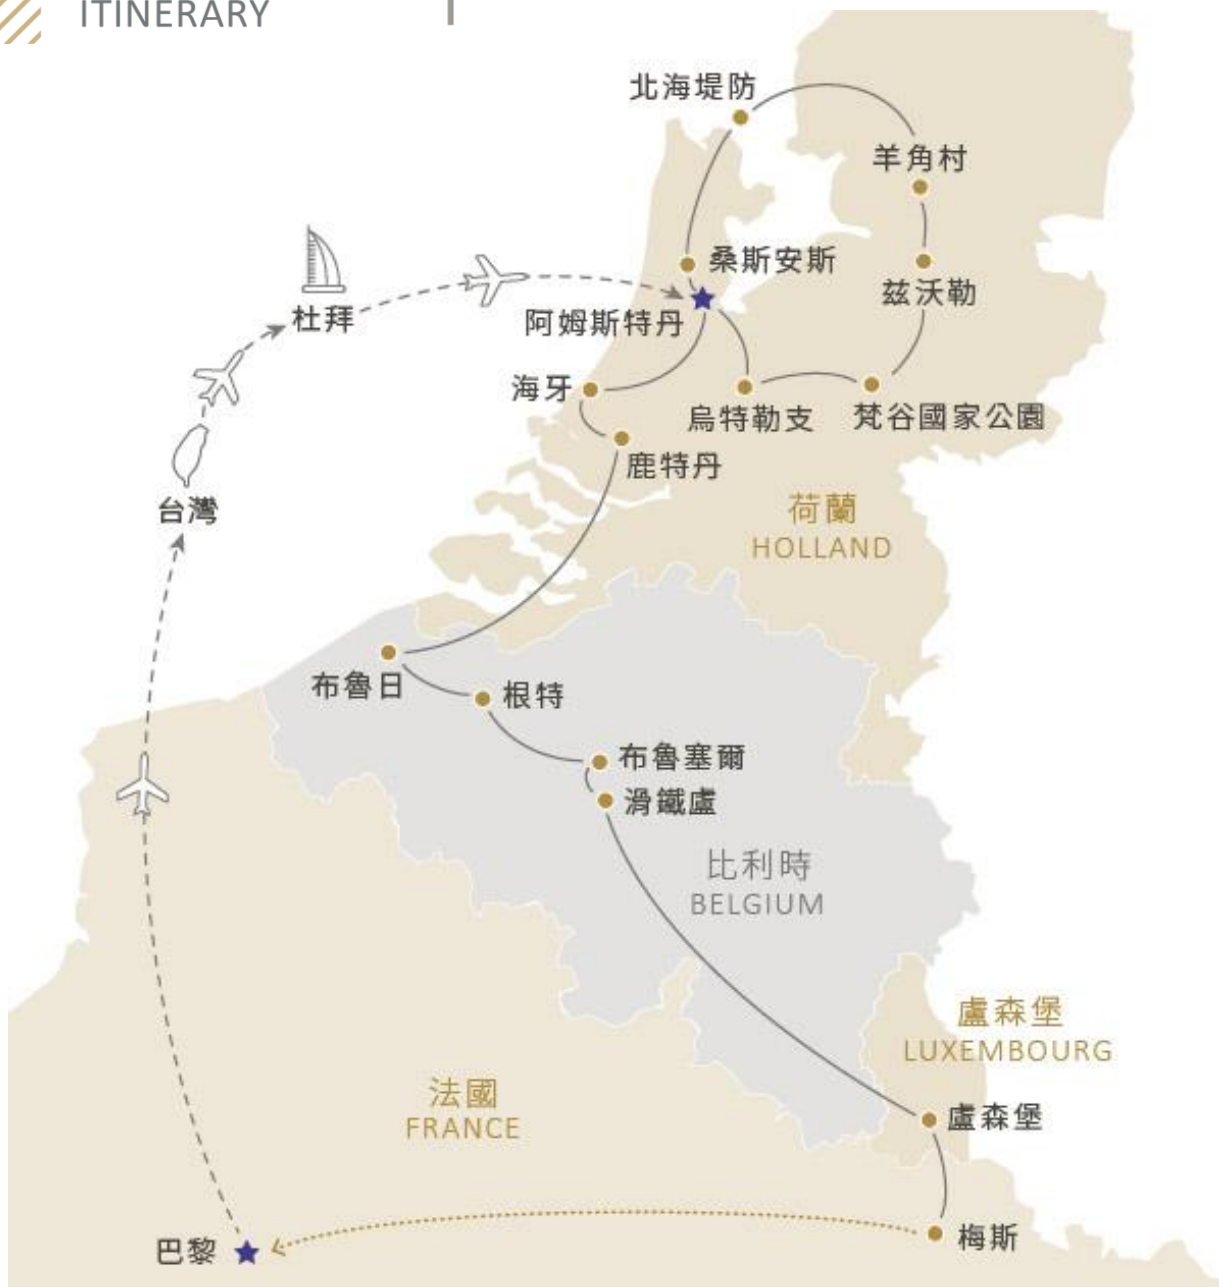 ITINERARY
北海堤防
羊角村
桑斯安斯
茲沃勒
杜拜
阿姆斯特丹
海牙
烏特勒支
梵谷國家公園
鹿特丹
台灣
荷蘭
HOLLAND
布魯日
根特
布魯塞爾
滑鐵盧
比利時
BELGIUM
盧森堡
LUXEMBOURG
法國
FRANCE
盧森堡
巴黎
梅斯